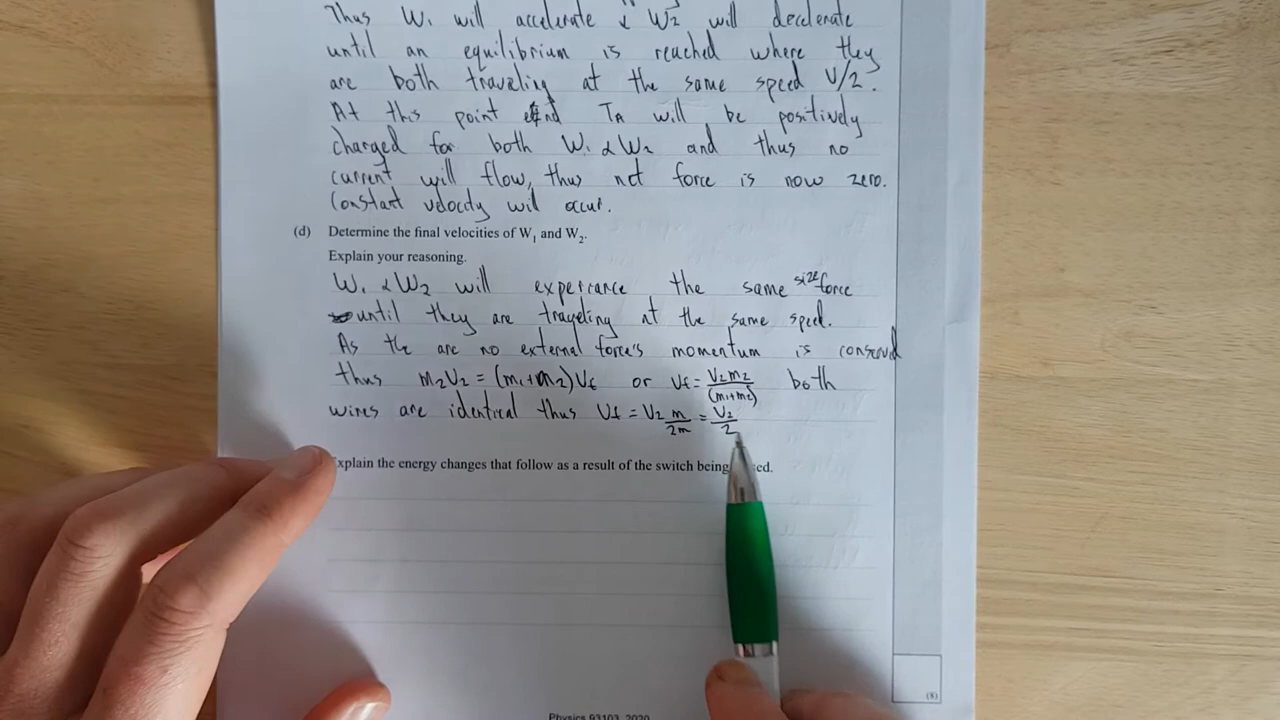 Thus W₁ will accelerate & W₂ will decelerate
until an equilibrium is reached where they
are both traveling at the same speed V/2.
At this point end TA will be positively
charged for both W₁ & W₂ and thus no
current will flow, thus net force is now zero.
Constant velocity will occur.
(d) Determine the final velocities of W₁ and W₂.
Explain your reasoning.
W₁ & W₂ will experiance the same size force
until they are traveling at the same speed.
As the are no external force's momentum is conserved
thus m₂V₂ = (m₁+m₂)Vf or Vf = V₂m₂/(m₁+m₂) both
wires are identical thus Vf = V₂ m/2m = V₂/2
Explain the energy changes that follow as a result of the switch being
Physics 93103, 2020
(8)